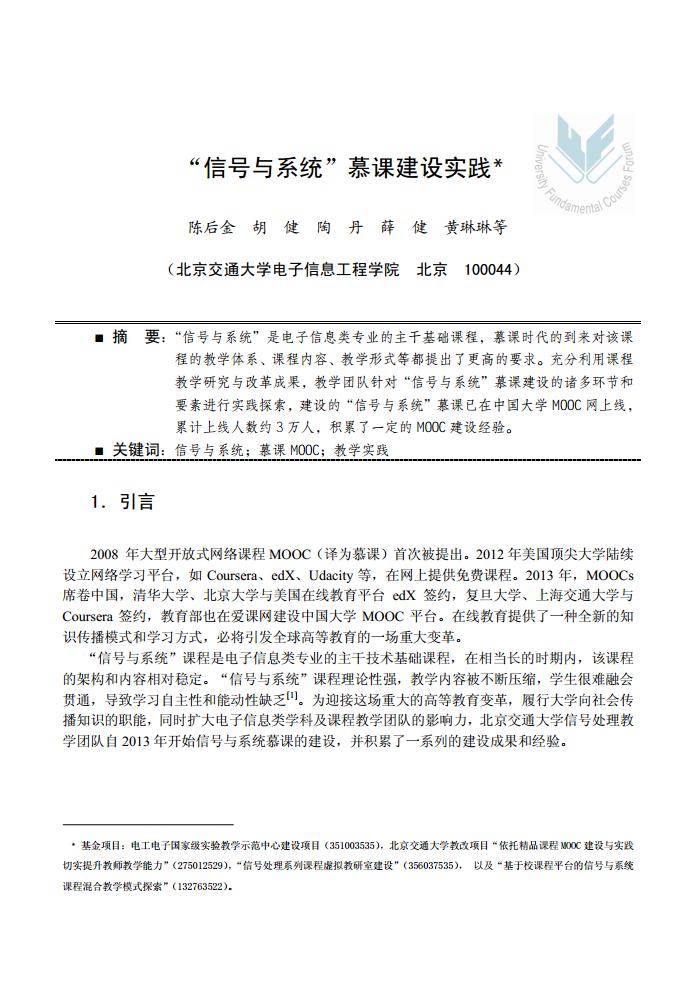 “信号与系统”慕课建设实践*
University Fundamental Courses Forum
陈后金 胡 健 陶 丹 薛 健 黄琳琳等
（北京交通大学电子信息工程学院 北京 100044）
■ 摘 要：“信号与系统”是电子信息类专业的主干基础课程，慕课时代的到来对该课
程的教学体系、课程内容、教学形式等都提出了更高的要求。充分利用课程
教学研究与改革成果，教学团队针对“信号与系统”慕课建设的诸多环节和
要素进行实践探索，建设的“信号与系统”慕课已在中国大学 MOOC 网上线，
累计上线人数约 3 万人，积累了一定的 MOOC 建设经验。
■ 关键词：信号与系统；慕课 MOOC；教学实践
1. 引言
2008 年大型开放式网络课程 MOOC（译为慕课）首次被提出。2012 年美国顶尖大学陆续
设立网络学习平台，如 Coursera、edX、Udacity 等，在网上提供免费课程。2013 年，MOOCs
席卷中国，清华大学、北京大学与美国在线教育平台 edX 签约，复旦大学、上海交通大学与
Coursera 签约，教育部也在爱课网建设中国大学 MOOC 平台。在线教育提供了一种全新的知
识传播模式和学习方式，必将引发全球高等教育的一场重大变革。
“信号与系统”课程是电子信息类专业的主干技术基础课程，在相当长的时期内，该课程
的架构和内容相对稳定。“信号与系统”课程理论性强，教学内容被不断压缩，学生很难融会
贯通，导致学习自主性和能动性缺乏[1]。为迎接这场重大的高等教育变革，履行大学向社会传
播知识的职能，同时扩大电子信息类学科及课程教学团队的影响力，北京交通大学信号处理教
学团队自 2013 年开始信号与系统慕课的建设，并积累了一系列的建设成果和经验。
* 基金项目：电工电子国家级实验教学示范中心建设项目（351003535），北京交通大学教改项目“依托精品课程 MOOC 建设与实践
切实提升教师教学能力”（275012529），“信号处理系列课程虚拟教研室建设”（356037535）， 以及“基于校课程平台的信号与系统
课程混合教学模式探索”（132763522）。